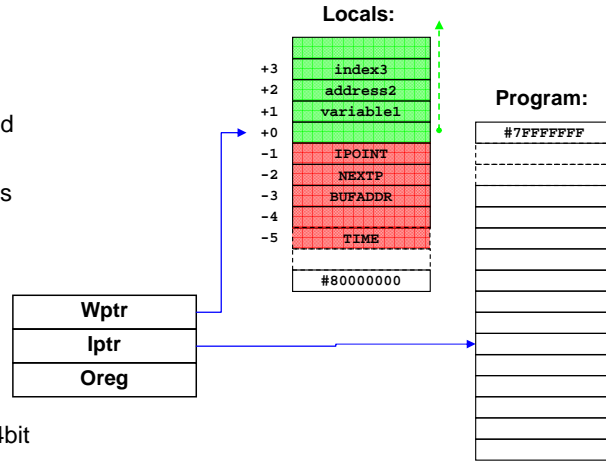 Locals:
+3 index3
+2 address2
+1 variable1
+0
-1 IPOINT
-2 NEXTP
-3 BUFADDR
-4
-5 TIME
#80000000
Program:
#7FFFFFFF
d
s
Wptr
Iptr
Oreg
4bit